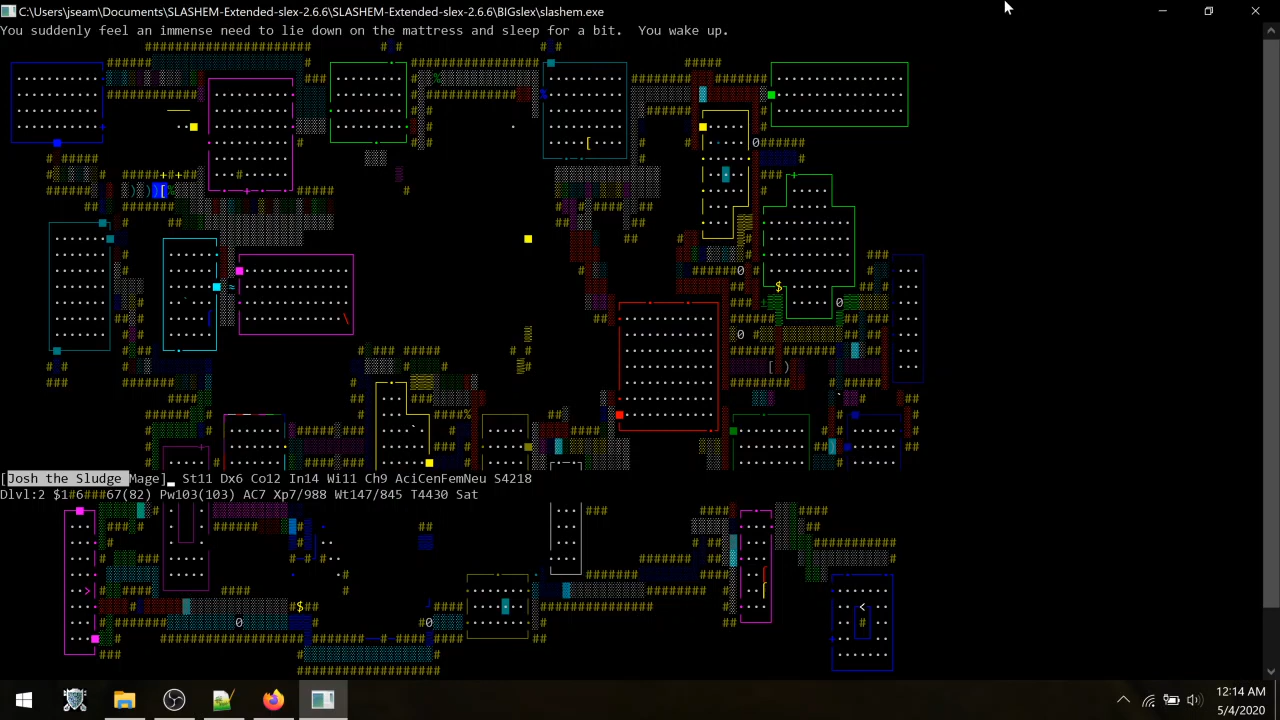 C:\Users\jseam\Documents\SLASHEM-Extended-slex-2.6.6\SLASHEM-Extended-slex-2.6.6\BIGslex\slashem.exe
You suddenly feel an immense need to lie down on the mattress and sleep for a bit.  You wake up.
[Josh the Sludge Mage]_ St11 Dx6 Co12 In14 Wi11 Ch9 AciCenFemNeu S4218
Dlvl:2 $1#6###67(82) Pw103(103) AC7 Xp7/988 Wt147/845 T4430 Sat
12:14 AM
5/4/2020